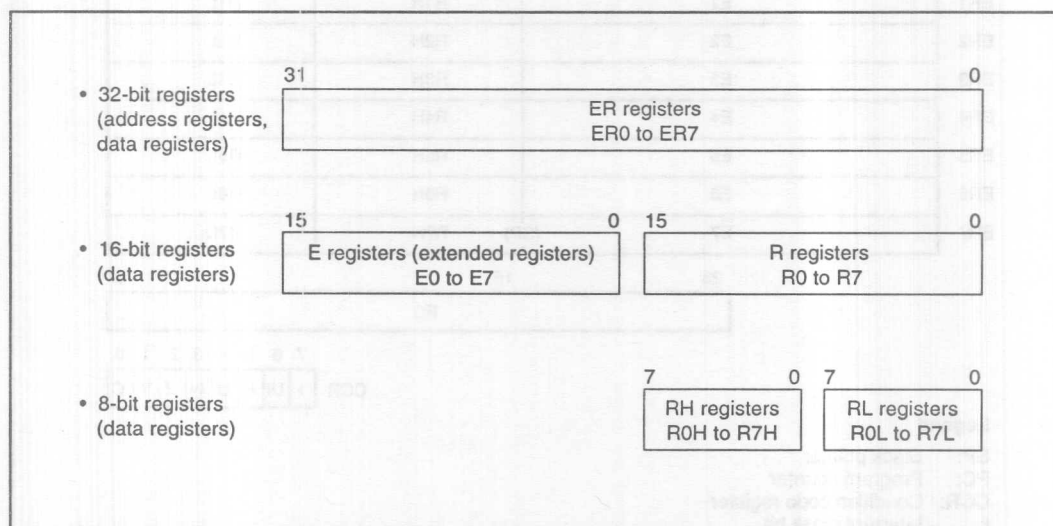 31 0
• 32-bit registers
(address registers,
data registers)
ER registers
ER0 to ER7
15 0 15 0
• 16-bit registers
(data registers)
E registers (extended registers)
E0 to E7
R registers
R0 to R7
7 0 7 0
• 8-bit registers
(data registers)
RH registers
R0H to R7H
RL registers
R0L to R7L